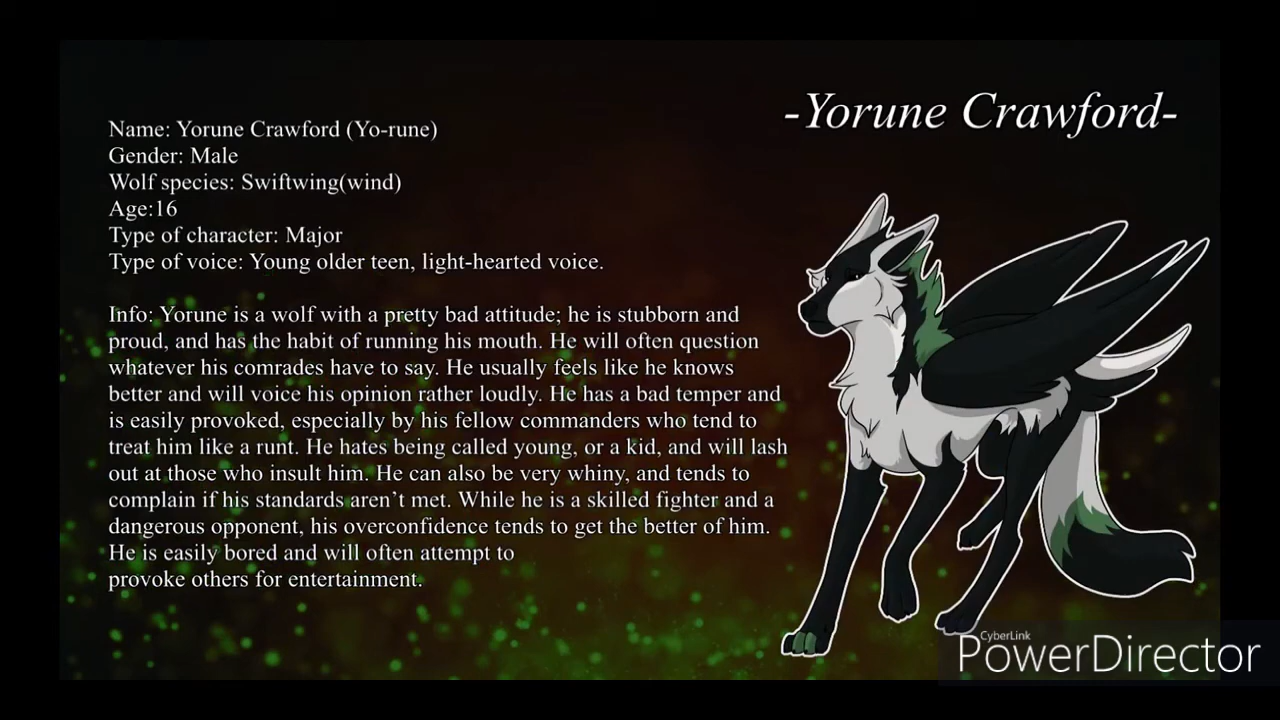 -Yorune Crawford-
Name: Yorune Crawford (Yo-rune)
Gender: Male
Wolf species: Swiftwing(wind)
Age:16
Type of character: Major
Type of voice: Young older teen, light-hearted voice.
Info: Yorune is a wolf with a pretty bad attitude; he is stubborn and
proud, and has the habit of running his mouth. He will often question
whatever his comrades have to say. He usually feels like he knows
better and will voice his opinion rather loudly. He has a bad temper and
is easily provoked, especially by his fellow commanders who tend to
treat him like a runt. He hates being called young, or a kid, and will lash
out at those who insult him. He can also be very whiny, and tends to
complain if his standards aren’t met. While he is a skilled fighter and a
dangerous opponent, his overconfidence tends to get the better of him.
He is easily bored and will often attempt to
provoke others for entertainment.
CyberLink
PowerDirector